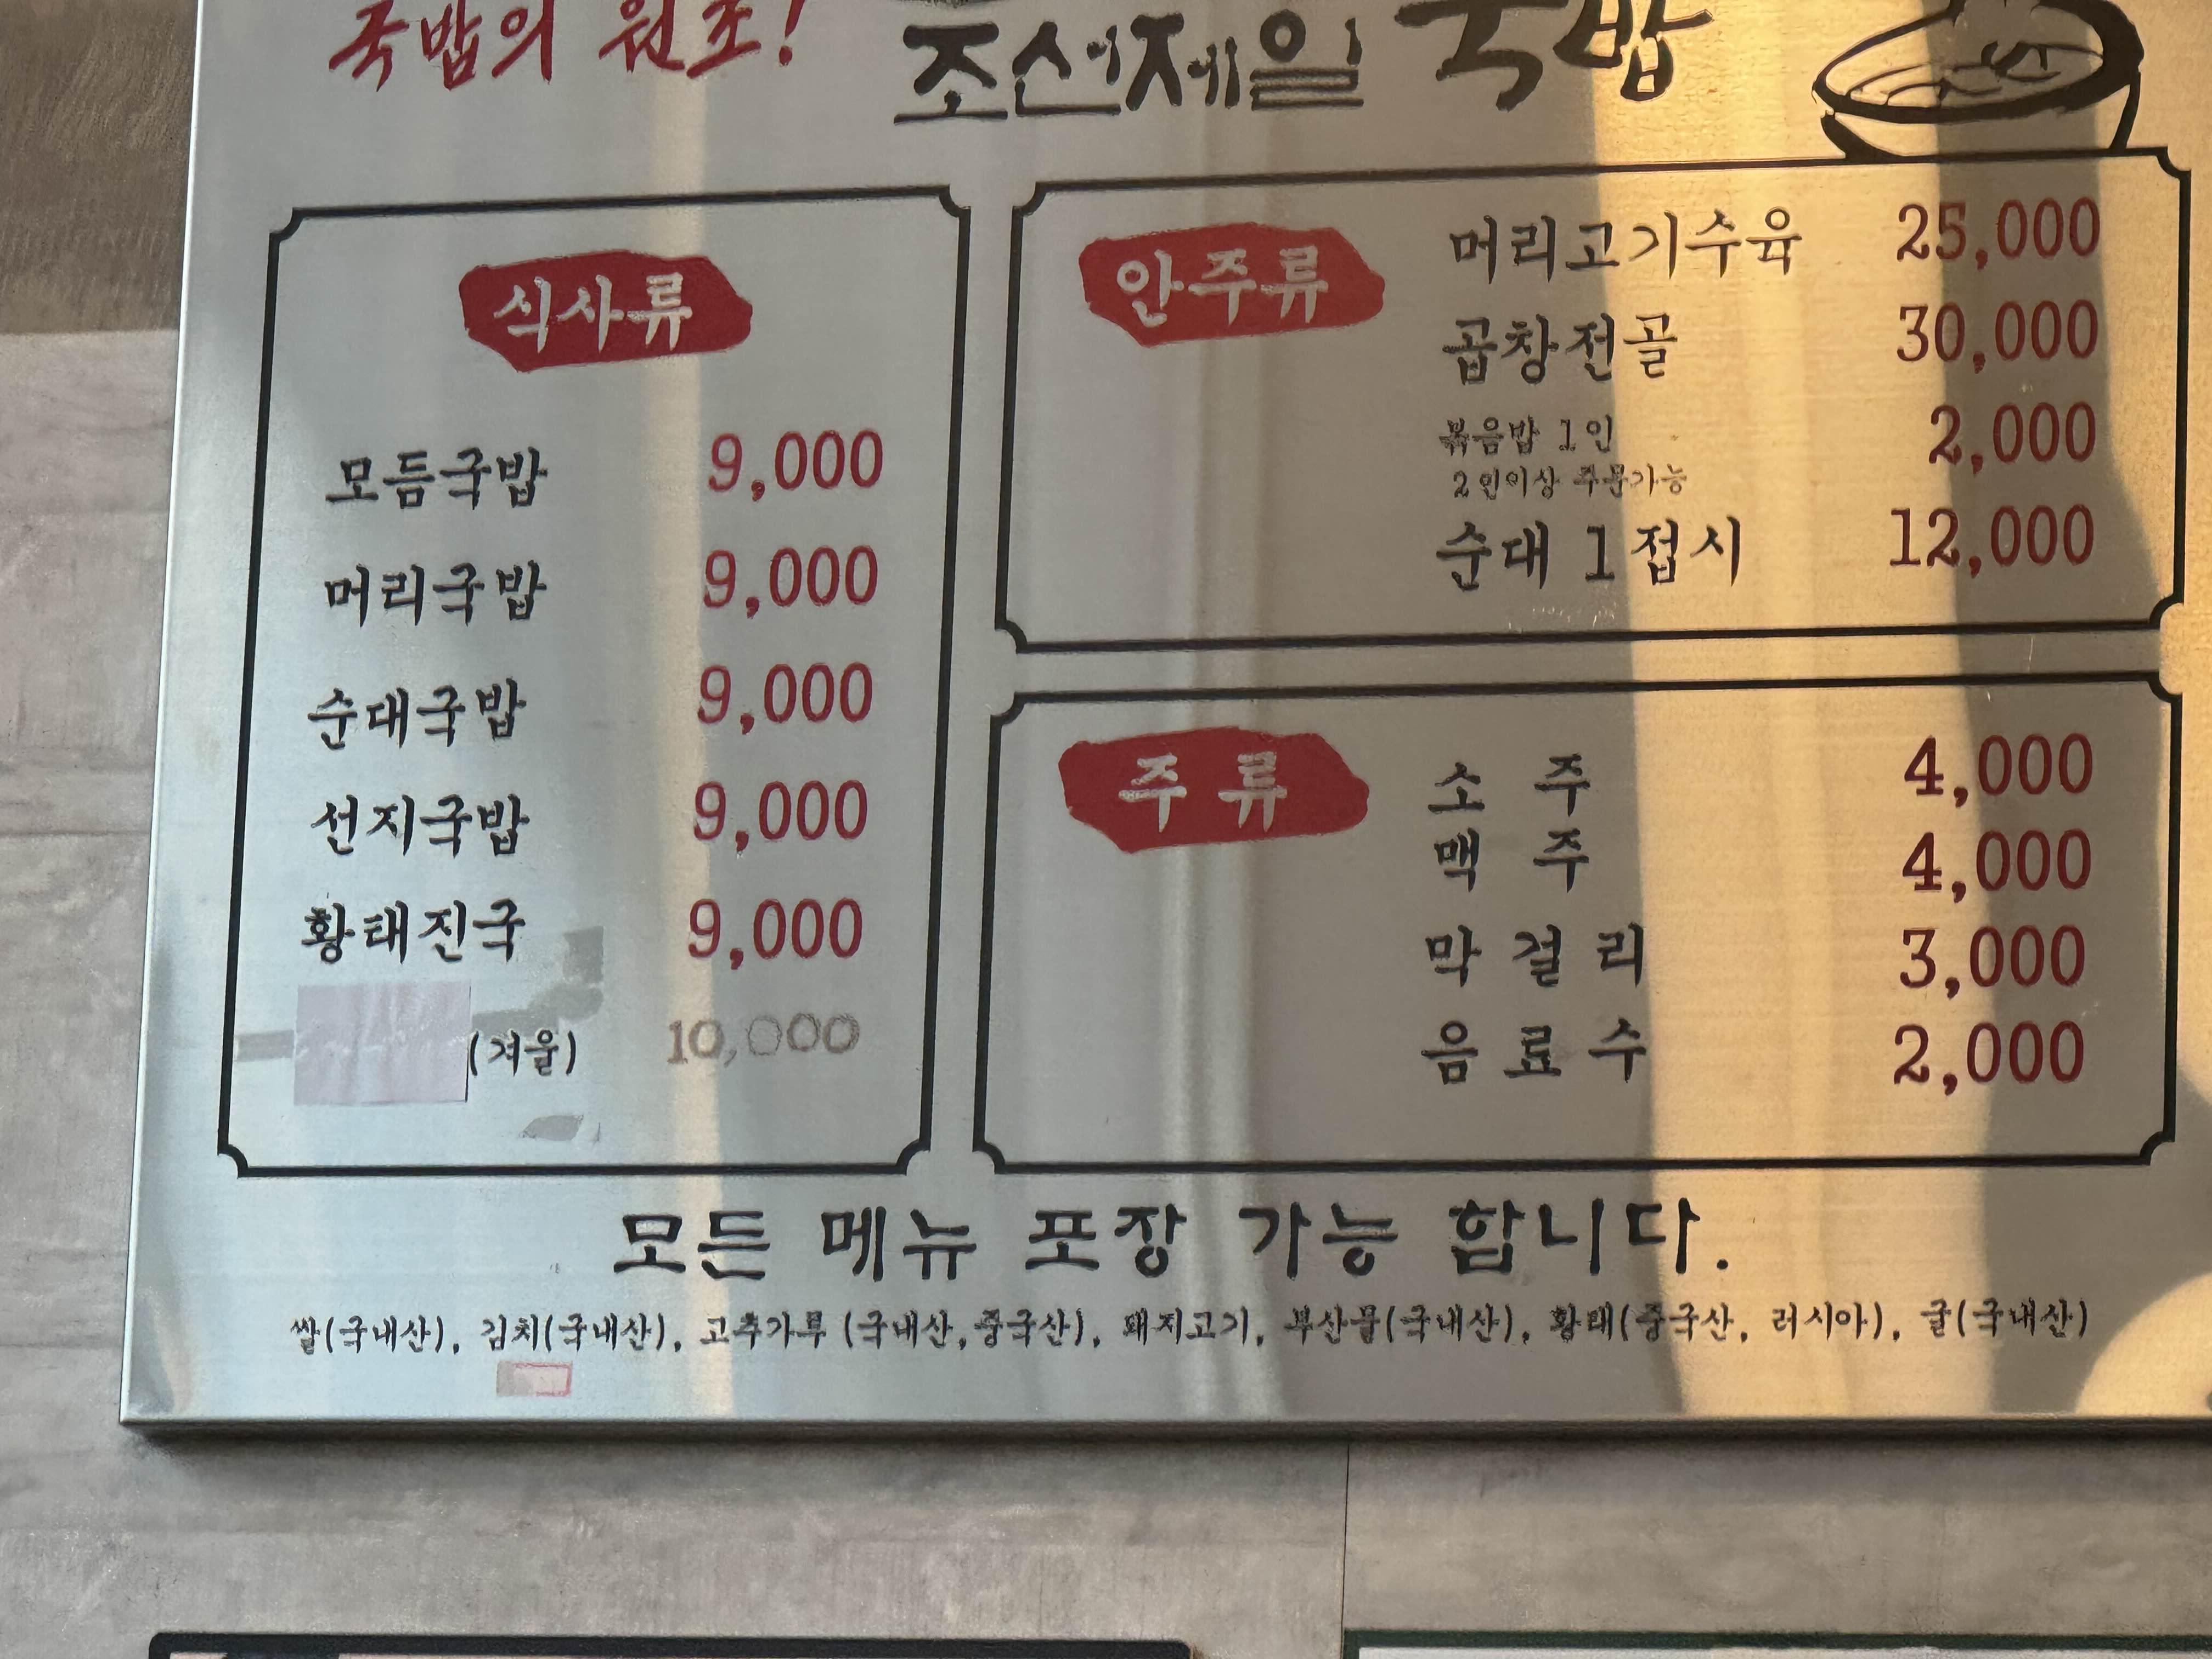 국밥의 원조!
조선제일 국밥
식사류
모듬국밥 9,000
머리국밥 9,000
순대국밥 9,000
선지국밥 9,000
황태진국 9,000
(겨울) 10,000
안주류
머리고기수육 25,000
곱창전골 30,000
볶음밥 1인 2,000
2인이상 주문가능
순대 1접시 12,000
주류
소주 4,000
맥주 4,000
막걸리 3,000
음료수 2,000
모든 메뉴 포장 가능 합니다.
쌀(국내산), 김치(국내산), 고추가루 (국내산,중국산), 돼지고기, 부산물(국내산), 황태(중국산, 러시아), 굴(국내산)